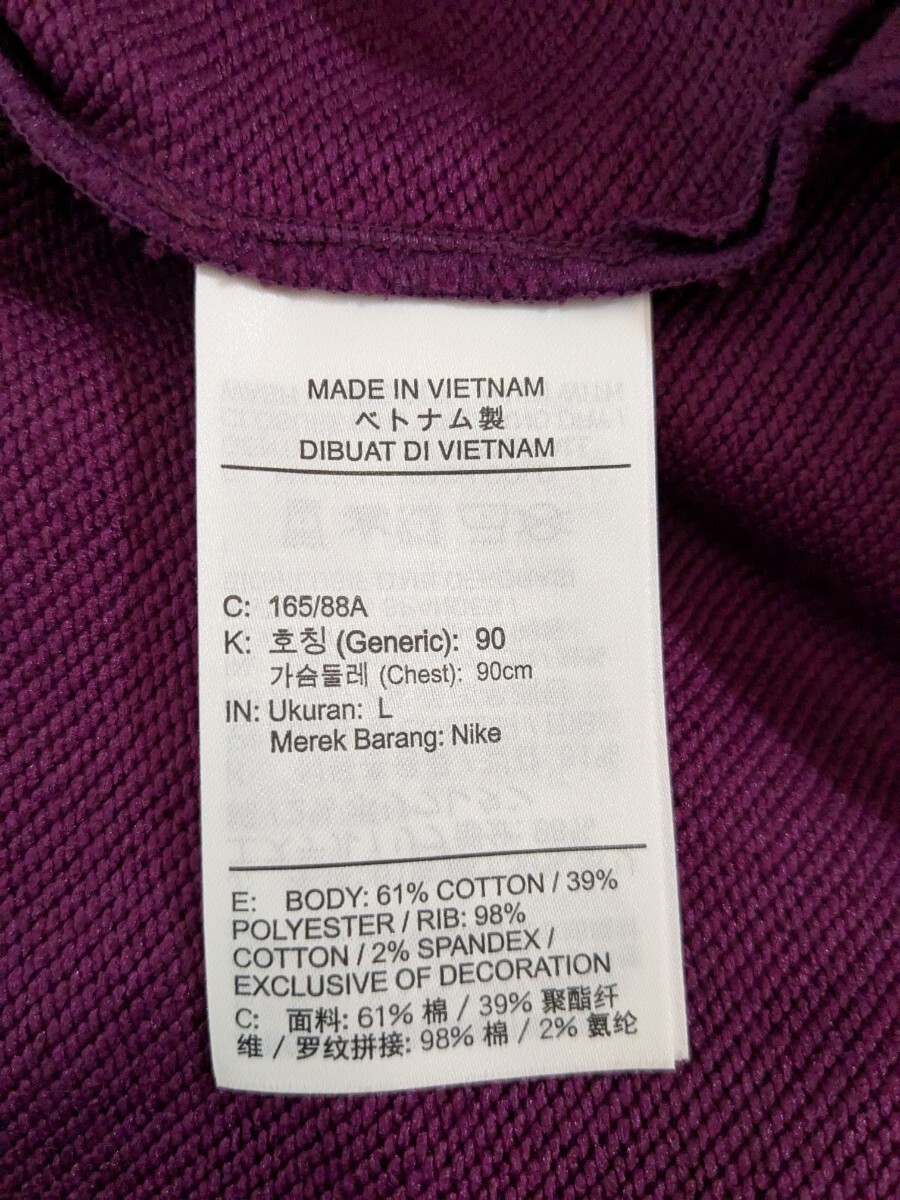 MADE IN VIETNAM
ベトナム製
DIBUAT DI VIETNAM
C: 165/88A
K: 호칭 (Generic): 90
가슴둘레 (Chest): 90cm
IN: Ukuran: L
Merek Barang: Nike
E: BODY: 61% COTTON / 39%
POLYESTER / RIB: 98%
COTTON / 2% SPANDEX /
EXCLUSIVE OF DECORATION
C: 面料: 61% 棉 / 39% 聚酯纤
维 / 罗纹拼接: 98% 棉 / 2% 氨纶